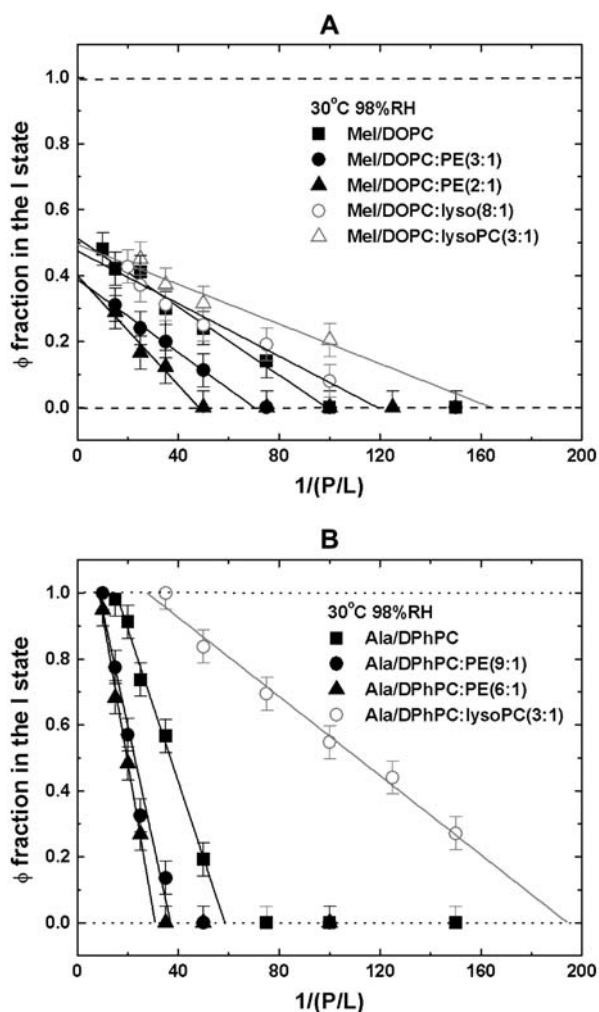 A
1.0
0.8
0.6
0.4
0.2
0.0
ϕ fraction in the I state
30°C 98%RH
Mel/DOPC
Mel/DOPC:PE(3:1)
Mel/DOPC:PE(2:1)
Mel/DOPC:lyso(8:1)
Mel/DOPC:lysoPC(3:1)
0 40 80 120 160 200
1/(P/L)
B
1.0
0.8
0.6
0.4
0.2
0.0
ϕ fraction in the I state
30°C 98%RH
Ala/DPhPC
Ala/DPhPC:PE(9:1)
Ala/DPhPC:PE(6:1)
Ala/DPhPC:lysoPC(3:1)
0 40 80 120 160 200
1/(P/L)